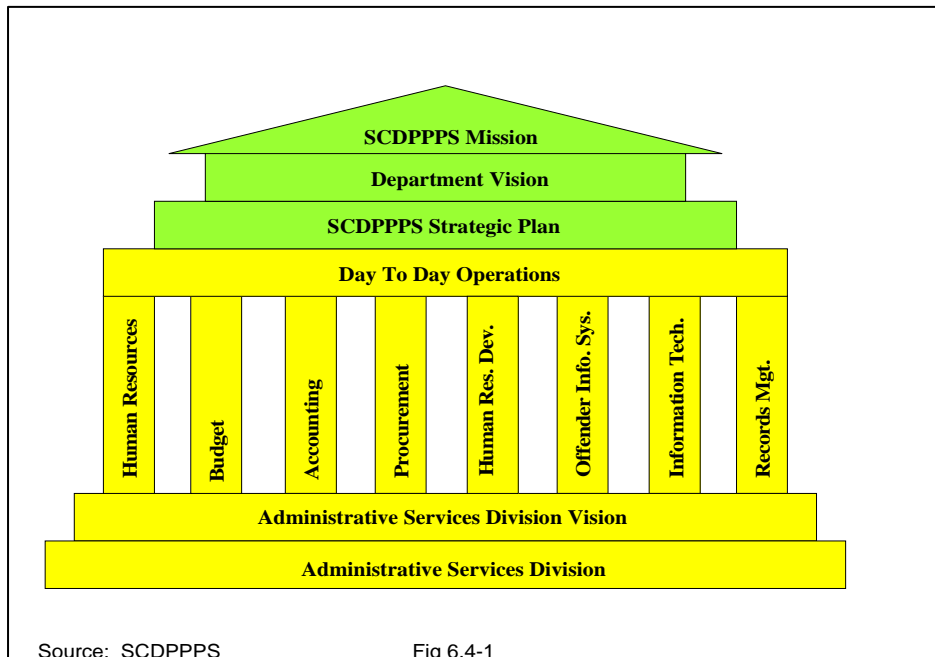 SCDPPPS Mission
Department Vision
SCDPPPS Strategic Plan
Day To Day Operations
Human Resources
Budget
Accounting
Procurement
Human Res. Dev.
Offender Info. Sys.
Information Tech.
Records Mgt.
Administrative Services Division Vision
Administrative Services Division
Source: SCDPPPS Fig 6.4-1